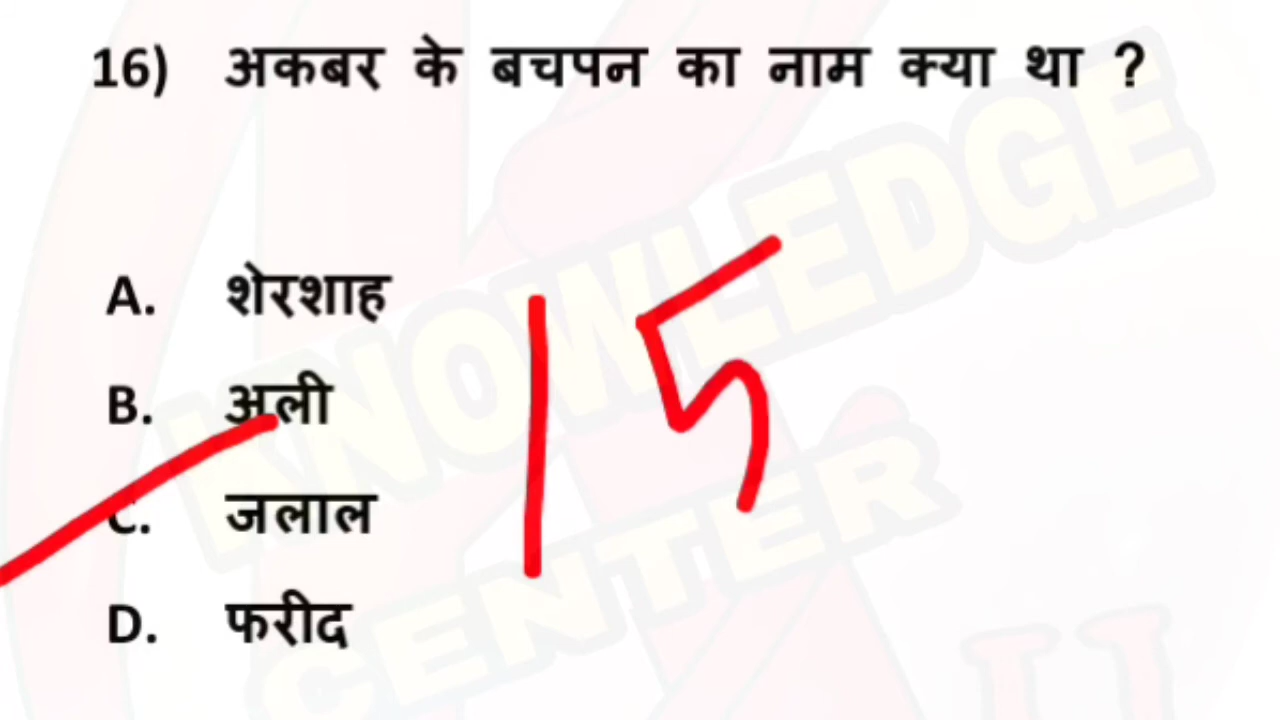 16) अकबर के बचपन का नाम क्या था ?
A. शेरशाह
B. अली
15
C. जलाल
D. फरीद
KNOWLEDGE
CENTER